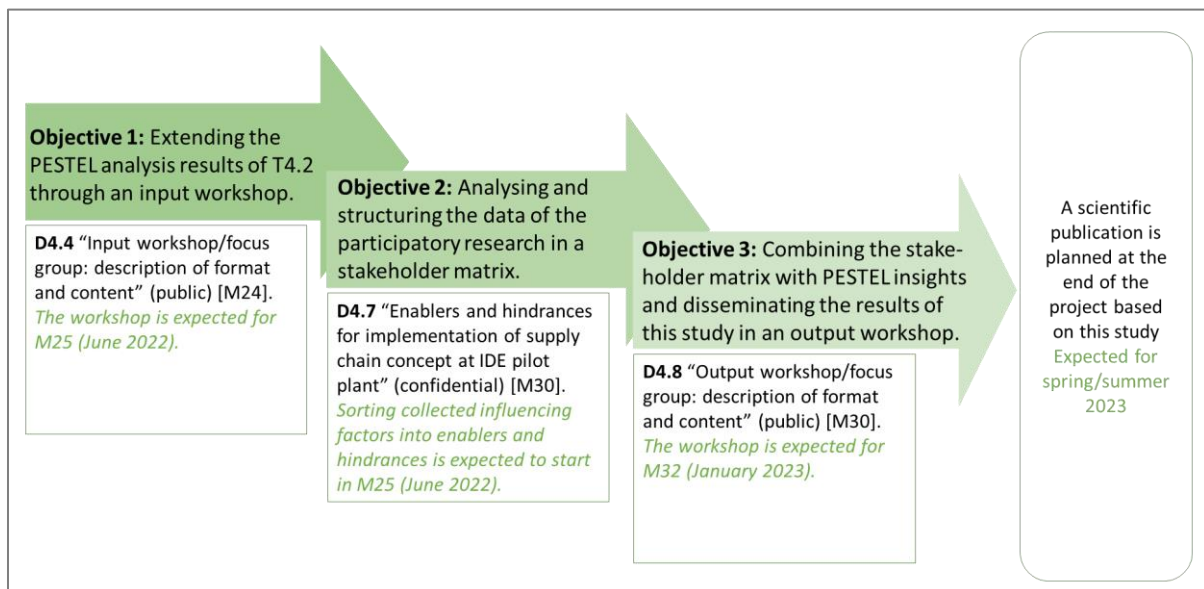 Objective 1: Extending the
PESTEL analysis results of T4.2
through an input workshop.
D4.4 “Input workshop/focus
group: description of format
and content” (public) [M24].
The workshop is expected for
M25 (June 2022).
Objective 2: Analysing and
structuring the data of the
participatory research in a
stakeholder matrix.
D4.7 “Enablers and hindrances
for implementation of supply
chain concept at IDE pilot
plant” (confidential) [M30].
Sorting collected influencing
factors into enablers and
hindrances is expected to start
in M25 (June 2022).
Objective 3: Combining the stake-
holder matrix with PESTEL insights
and disseminating the results of
this study in an output workshop.
D4.8 “Output workshop/focus
group: description of format
and content” (public) [M30].
The workshop is expected for
M32 (January 2023).
A scientific
publication is
planned at the
end of the
project based
on this study
Expected for
spring/summer
2023